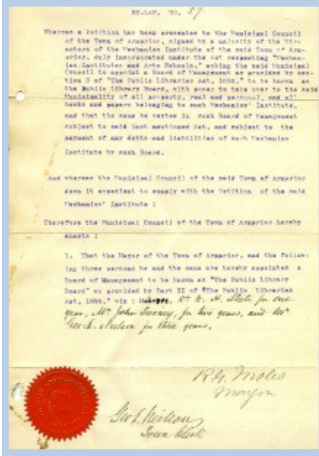 BY-LAW. NO. 59
Whereas a Petition has been presented to the Municipal Council
of the Town of Arnprior, signed by a majority of the Dir-
ectors of the Mechanics Institute of the said Town of Arn-
prior, duly incorporated under the Act respecting "Mechan-
ics Institutes and Arts Schools," asking the said Municipal
Council to appoint a Board of Management as provided by sec-
tion 3 of "The Public Libraries Act, 1895," to be known as
the Public Library Board, with power to take over to the said
Municipality of all property, real and personal, and all
books and papers belonging to such Mechanics' Institute,
and that the same be vested in such Board of Management
subject to said last mentioned Act, and subject to the
payment of any debts and liabilities of such Mechanics
Institute by such Board.
And whereas the Municipal Council of the said Town of Arnprior
deem it expedient to comply with the Petition of the said
Mechanics' Institute :
Therefore the Municipal Council of the Town of Arnprior hereby
enacts :
1. That the Mayor of the Town of Arnprior, and the follow-
ing three persons be and the same are hereby appointed a
Board of Management to be known as "The Public Library
Board" as provided by Part II of "The Public Libraries
Act, 1895," viz : Dr W. H. for one
year, Mr. John Tierney, for two years, and Mr
Geo. E. Neilson for three years.
Mayor
Geo. E. Neilson
Town Clerk